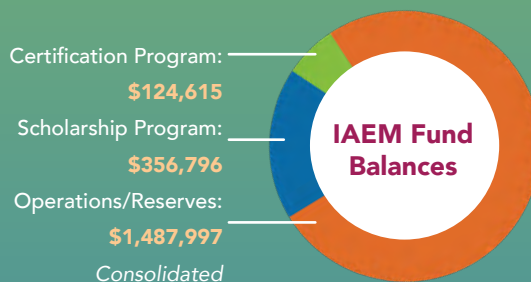 Certification Program:
$124,615
Scholarship Program:
$356,796
Operations/Reserves:
$1,487,997
Consolidated
IAEM Fund
Balances